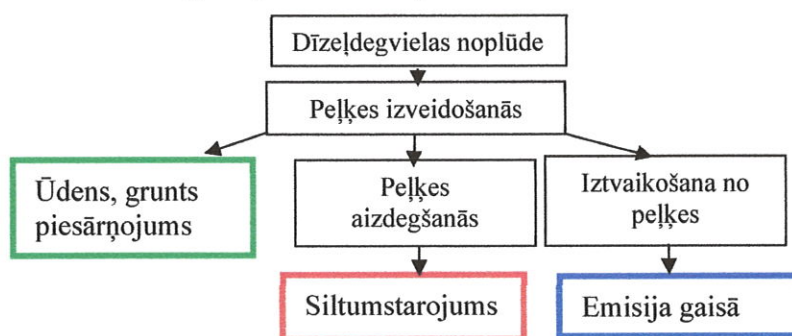 Dīzeļdegvielas noplūde
Peļķes izveidošanās
Ūdens, grunts
piesārņojums
Peļķes
aizdegšanās
Iztvaikošana no
peļķes
Siltumstarojums
Emisija gaisā